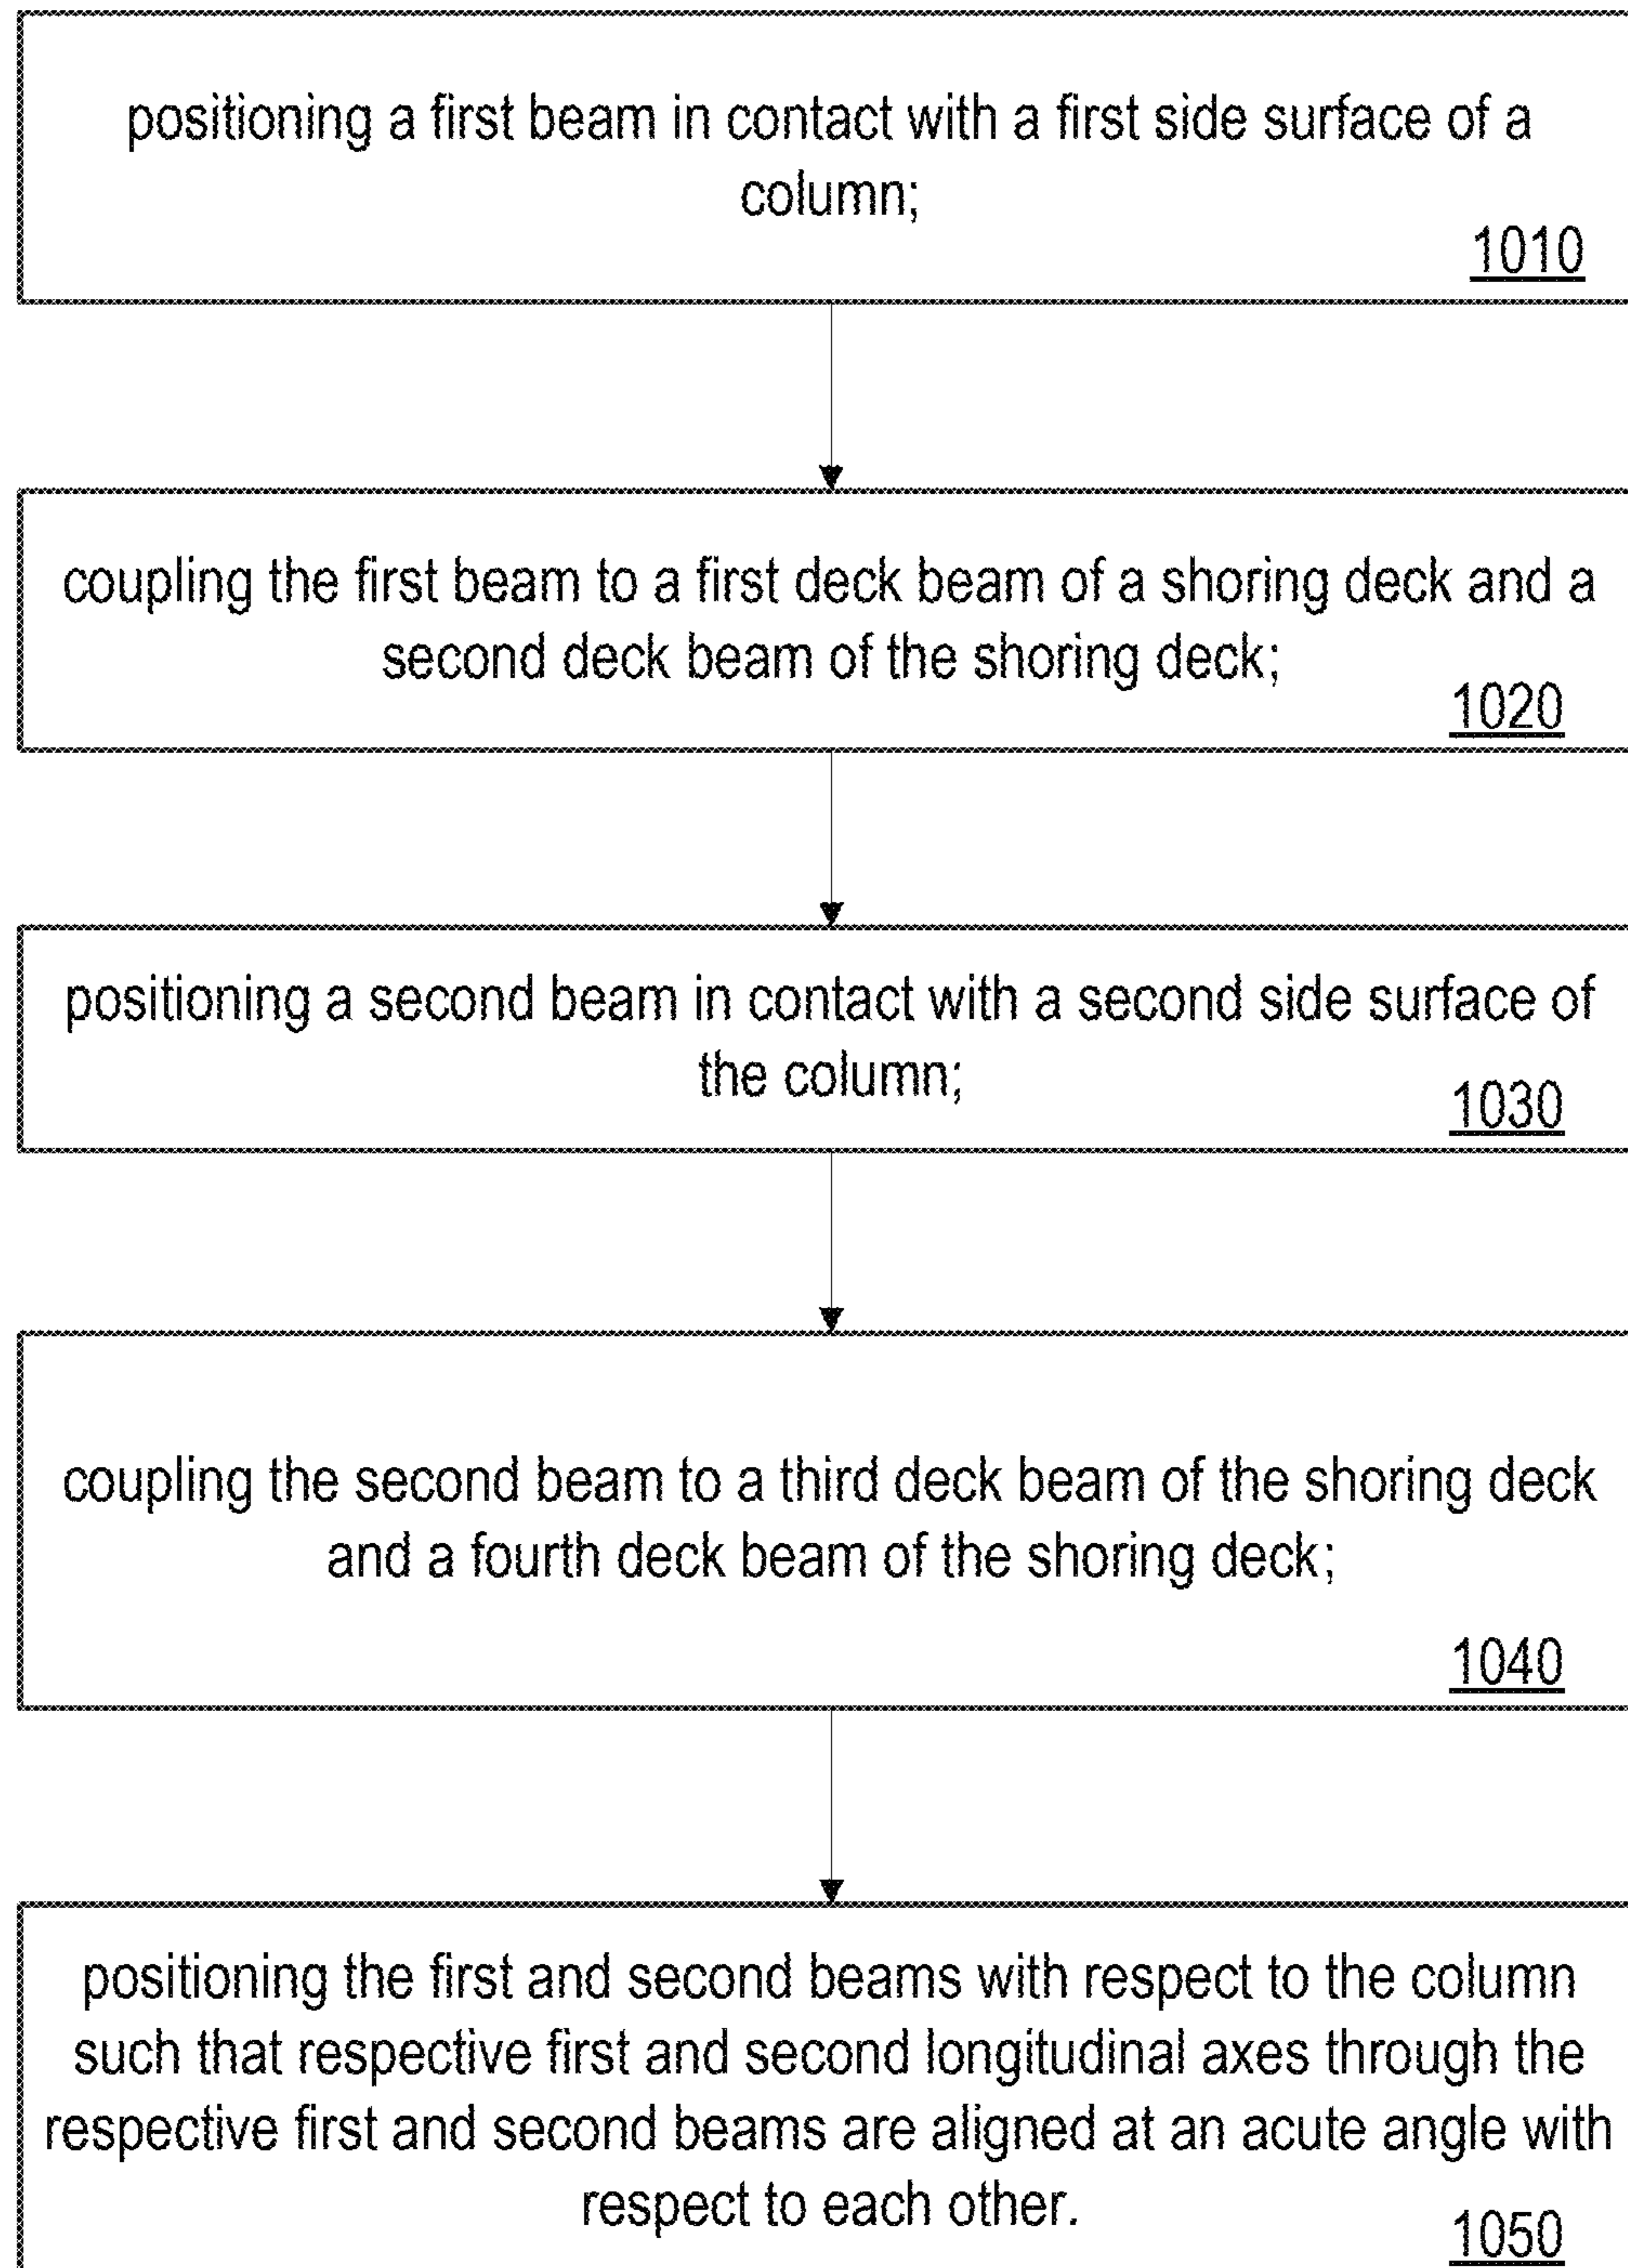 positioning a first beam in contact with a first side surface of a
column;
1010
coupling the first beam to a first deck beam of a shoring deck and a
second deck beam of the shoring deck;
1020
positioning a second beam in contact with a second side surface of
the column;
1030
coupling the second beam to a third deck beam of the shoring deck
and a fourth deck beam of the shoring deck;
1040
positioning the first and second beams with respect to the column
such that respective first and second longitudinal axes through the
respective first and second beams are aligned at an acute angle with
respect to each other.
1050